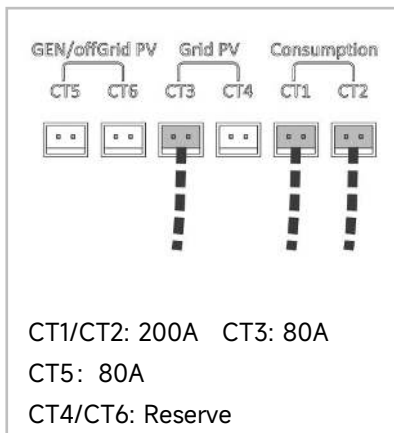 GEN/offGrid PV Grid PV Consumption
CT5 CT6 CT3 CT4 CT1 CT2
CT1/CT2: 200A CT3: 80A
CT5: 80A
CT4/CT6: Reserve